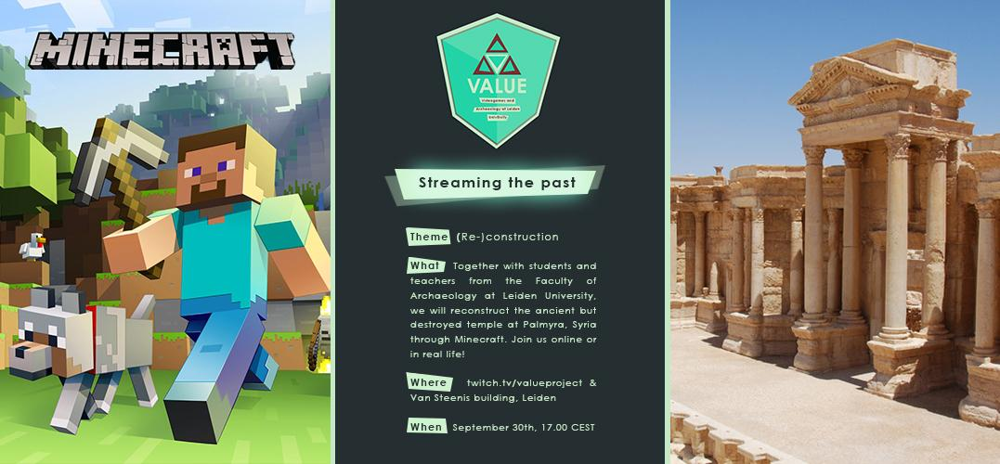 MINECRAFT
VALUE
Videogames and
Archaeology at Leiden
University
Streaming the past
Theme (Re-)construction
What Together with students and
teachers from the Faculty of
Archaeology at Leiden University,
we will reconstruct the ancient but
destroyed temple at Palmyra, Syria
through Minecraft. Join us online or
in real life!
Where twitch.tv/valueproject &
Van Steenis building, Leiden
When September 30th, 17.00 CEST